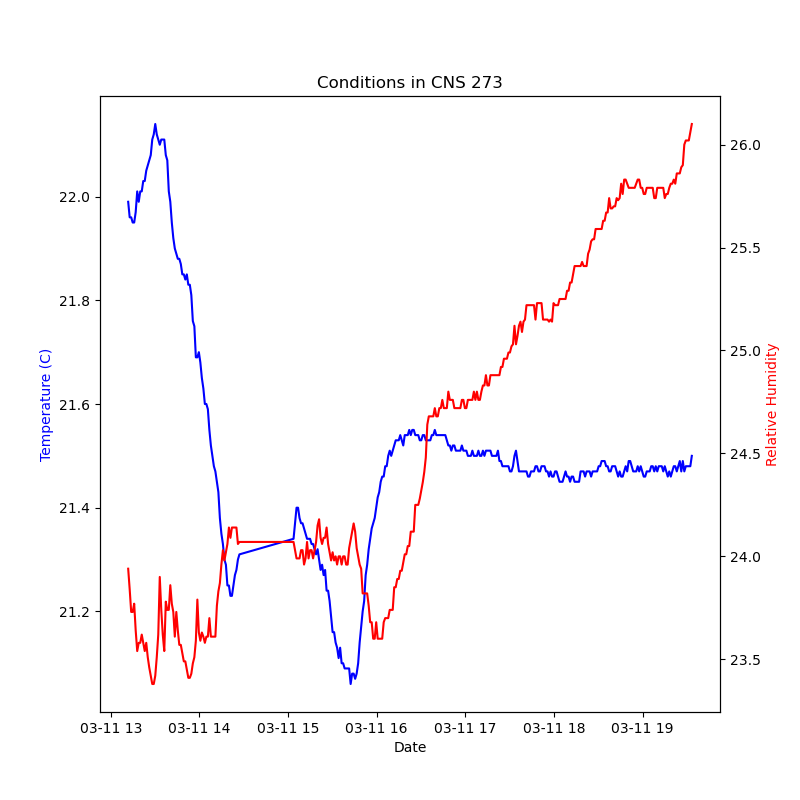 Conditions in CNS 273
22.0
21.8
21.6
21.4
21.2
Temperature (C)
26.0
25.5
25.0
24.5
24.0
23.5
Relative Humidity
03-11 13 03-11 14 03-11 15 03-11 16 03-11 17 03-11 18 03-11 19
Date